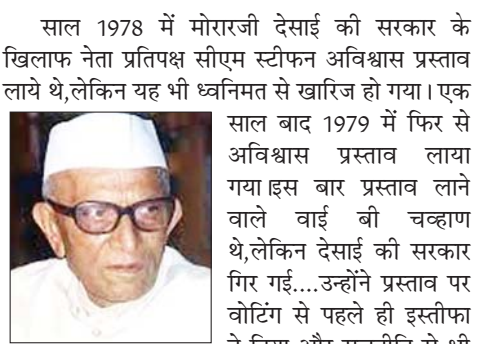 साल 1978 में मोरारजी देसाई की सरकार के
खिलाफ नेता प्रतिपक्ष सीएम स्टीफन अविश्वास प्रस्ताव
लाये थे,लेकिन यह भी ध्वनिमत से खारिज हो गया। एक
साल बाद 1979 में फिर से
अविश्वास प्रस्ताव लाया
गया।इस बार प्रस्ताव लाने
वाले वाई बी चव्हाण
थे,लेकिन देसाई की सरकार
गिर गई....उन्होंने प्रस्ताव पर
वोटिंग से पहले ही इस्तीफा